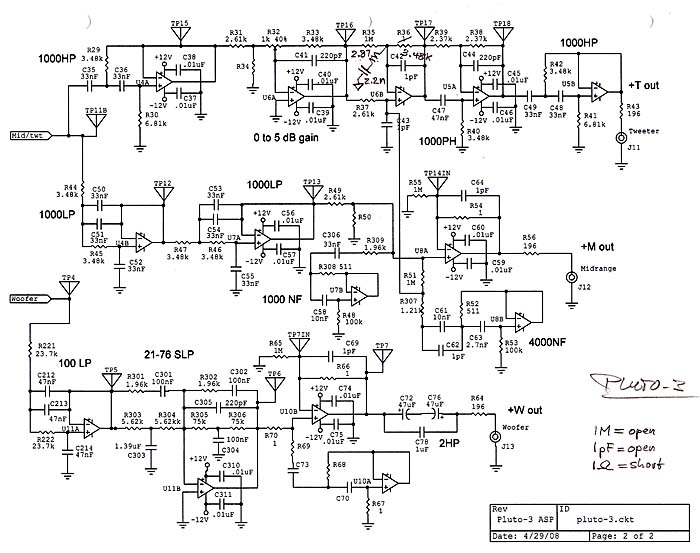 TP15
R29
3.48K
1000HP
C35
33nF
C36
33nF
U4A
+12V
C38
.01uF
C37
.01uF
-12V
R30
6.81k
R31
2.61k
R32
1k 40%
R33
3.48k
R34
TP16
C41
220pF
C40
.01uF
C39
.01uF
+12V
-12V
U6A
0 to 5 dB gain
R35
1M
R36
2.2n
R37
2.61k
U6B
C42
1pF
C43
1pF
TP17
R39
2.37k
R38
2.37k
C44
220pF
TP18
U5A
+12V
C45
.01uF
C46
.01uF
-12V
C47
47nF
R40
3.48k
1000PH
1000HP
R42
3.48k
C49
33nF
C48
33nF
U5B
R41
6.81k
+T out
R43
196
Tweeter
J11
Mid/twt
TP11B
R44
3.48k
1000LP
C50
33nF
C51
33nF
R45
3.48k
U4B
C52
33nF
TP12
R47
3.48k
R46
3.48k
C53
33nF
C54
33nF
U7A
C55
33nF
1000LP
TP13
+12V
C56
.01uF
C57
.01uF
-12V
R49
2.61k
R50
C306
33nF
R309
1.96k
R308
511
U7B
C58
10nF
R48
100k
1000 NF
R55
1M
TP14IN
C64
1pF
R54
1
U8A
+12V
C60
.01uF
C59
.01uF
-12V
R51
1M
R307
1.21k
C61
10nF
C62
1pF
R52
511
C63
2.7nF
U8B
R53
100k
4000NF
R56
196
+M out
Midrange
J12
TP4
Woofer
R221
23.7k
100 LP
C212
47nF
C213
47nF
R222
23.7k
U11A
C214
47nF
TP5
21-76 SLP
R301
1.96k
C301
100nF
R302
1.96k
C302
100nF
C305
220pF
R303
5.62k
R304
5.62kk
R305
75k
R306
75k
1.39uF
C303
100nF
C304
TP6
U11B
+12V
C310
.01uF
C311
.01uF
-12V
R65
1M
TP7IN
C69
1pF
R66
1
TP7
U10B
+12V
C74
.01uF
C75
.01uF
-12V
R70
1
R69
C73
R68
C70
U10A
R67
1
C72
47uF
C76
47uF
C78
1uF
2HP
R64
196
+W out
Woofer
J13
Pluto-3
1M = open
1pF = open
1Ω = short
Rev
Pluto-3 ASP
ID
pluto-3.ckt
Date: 4/29/08
Page: 2 of 2